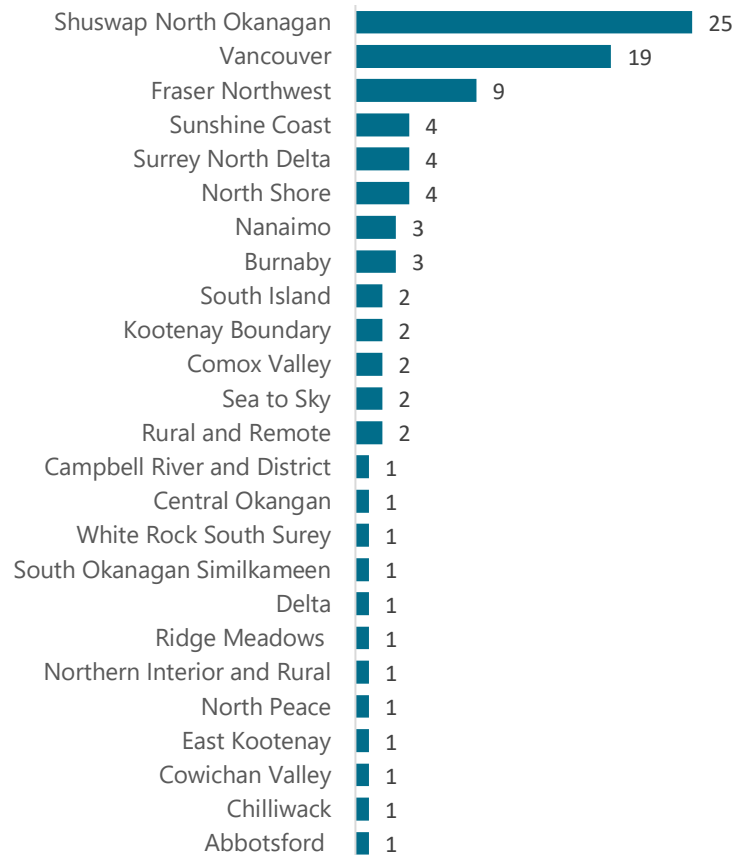 Shuswap North Okanagan 25
Vancouver 19
Fraser Northwest 9
Sunshine Coast 4
Surrey North Delta 4
North Shore 4
Nanaimo 3
Burnaby 3
South Island 2
Kootenay Boundary 2
Comox Valley 2
Sea to Sky 2
Rural and Remote 2
Campbell River and District 1
Central Okangan 1
White Rock South Surey 1
South Okanagan Similkameen 1
Delta 1
Ridge Meadows 1
Northern Interior and Rural 1
North Peace 1
East Kootenay 1
Cowichan Valley 1
Chilliwack 1
Abbotsford 1